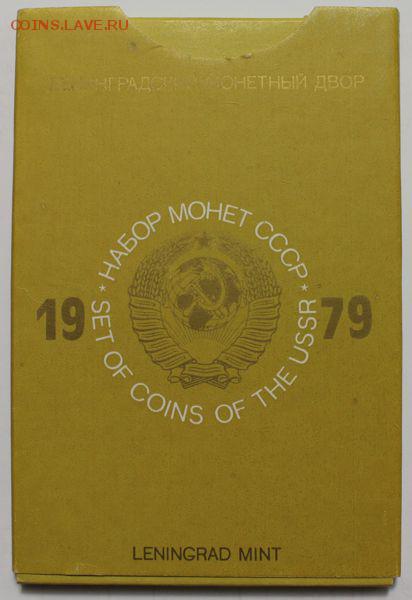 COINS.LAVE.RU
ЛЕНИНГРАДСКИЙ МОНЕТНЫЙ ДВОР
* НАБОР МОНЕТ СССР *
19 79
SET OF COINS OF THE USSR
LENINGRAD MINT